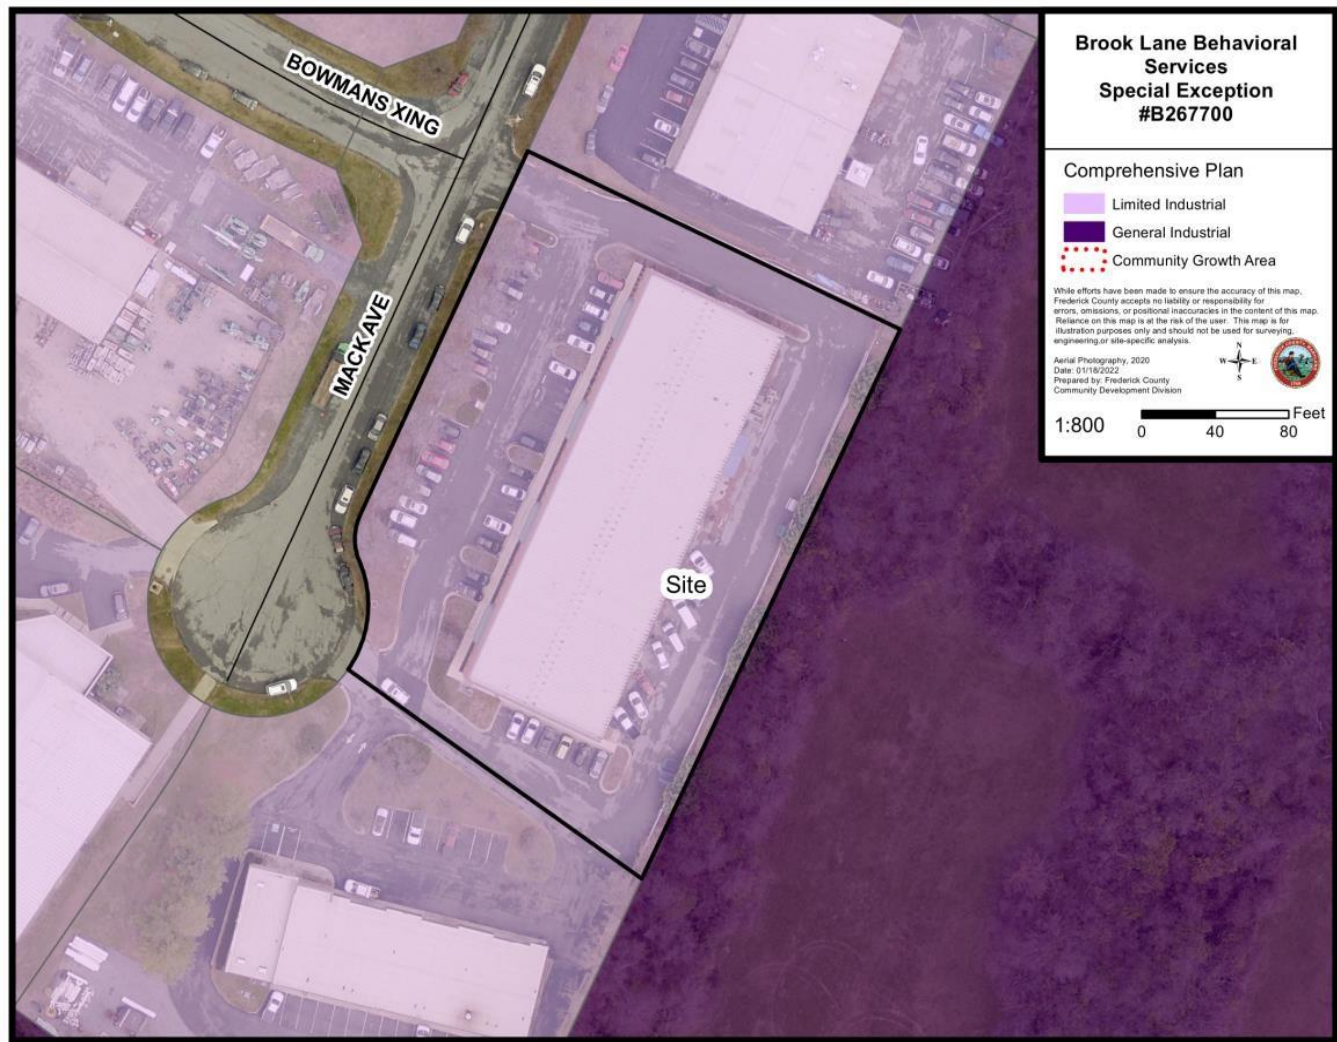 Brook Lane Behavioral
Services
Special Exception
#B267700
Comprehensive Plan
Limited Industrial
General Industrial
Community Growth Area
While efforts have been made to ensure the accuracy of this map,
Frederick County accepts no liability or responsibility for
errors, omissions, or positional inaccuracies in the content of this map.
Reliance on this map is at the risk of the user. This map is for
illustration purposes only and should not be used for surveying,
engineering,or site-specific analysis.
Aerial Photography, 2020
Date: 01/18/2022
Prepared by: Frederick County
Community Development Division
N
W E
S
1:800
Feet
0 40 80
BOWMANS XING
MACK AVE
Site